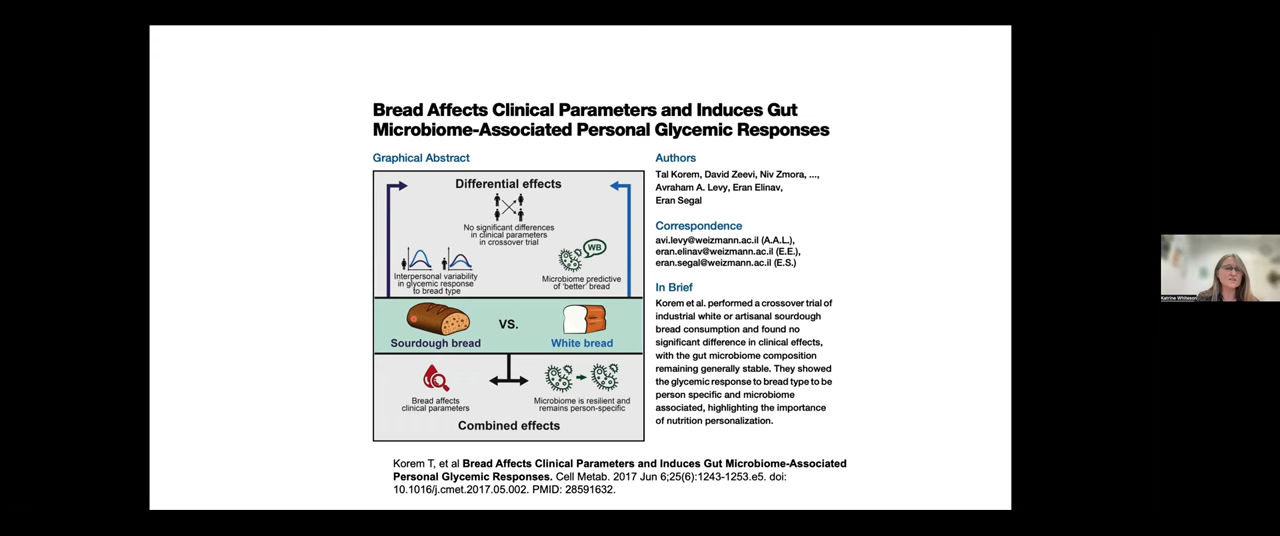 Bread Affects Clinical Parameters and Induces Gut
Microbiome-Associated Personal Glycemic Responses
Graphical Abstract
Differential effects
No significant differences
in clinical parameters
in crossover trial
WB
Interpersonal variability
in glycemic response
to bread type
Microbiome predictive
of 'better' bread
Sourdough bread
VS.
White bread
Bread affects
clinical parameters
Microbiome is resilient and
remains person-specific
Combined effects
Authors
Tal Korem, David Zeevi, Niv Zmora, ...,
Avraham A. Levy, Eran Elinav,
Eran Segal
Correspondence
avi.levy@weizmann.ac.il (A.A.L.),
eran.elinav@weizmann.ac.il (E.E.),
eran.segal@weizmann.ac.il (E.S.)
In Brief
Korem et al. performed a crossover trial of
industrial white or artisanal sourdough
bread consumption and found no
significant difference in clinical effects,
with the gut microbiome composition
remaining generally stable. They showed
the glycemic response to bread type to be
person specific and microbiome
associated, highlighting the importance
of nutrition personalization.
Korem T, et al Bread Affects Clinical Parameters and Induces Gut Microbiome-Associated
Personal Glycemic Responses. Cell Metab. 2017 Jun 6;25(6):1243-1253.e5. doi:
10.1016/j.cmet.2017.05.002. PMID: 28591632.
Katrine Whiteson